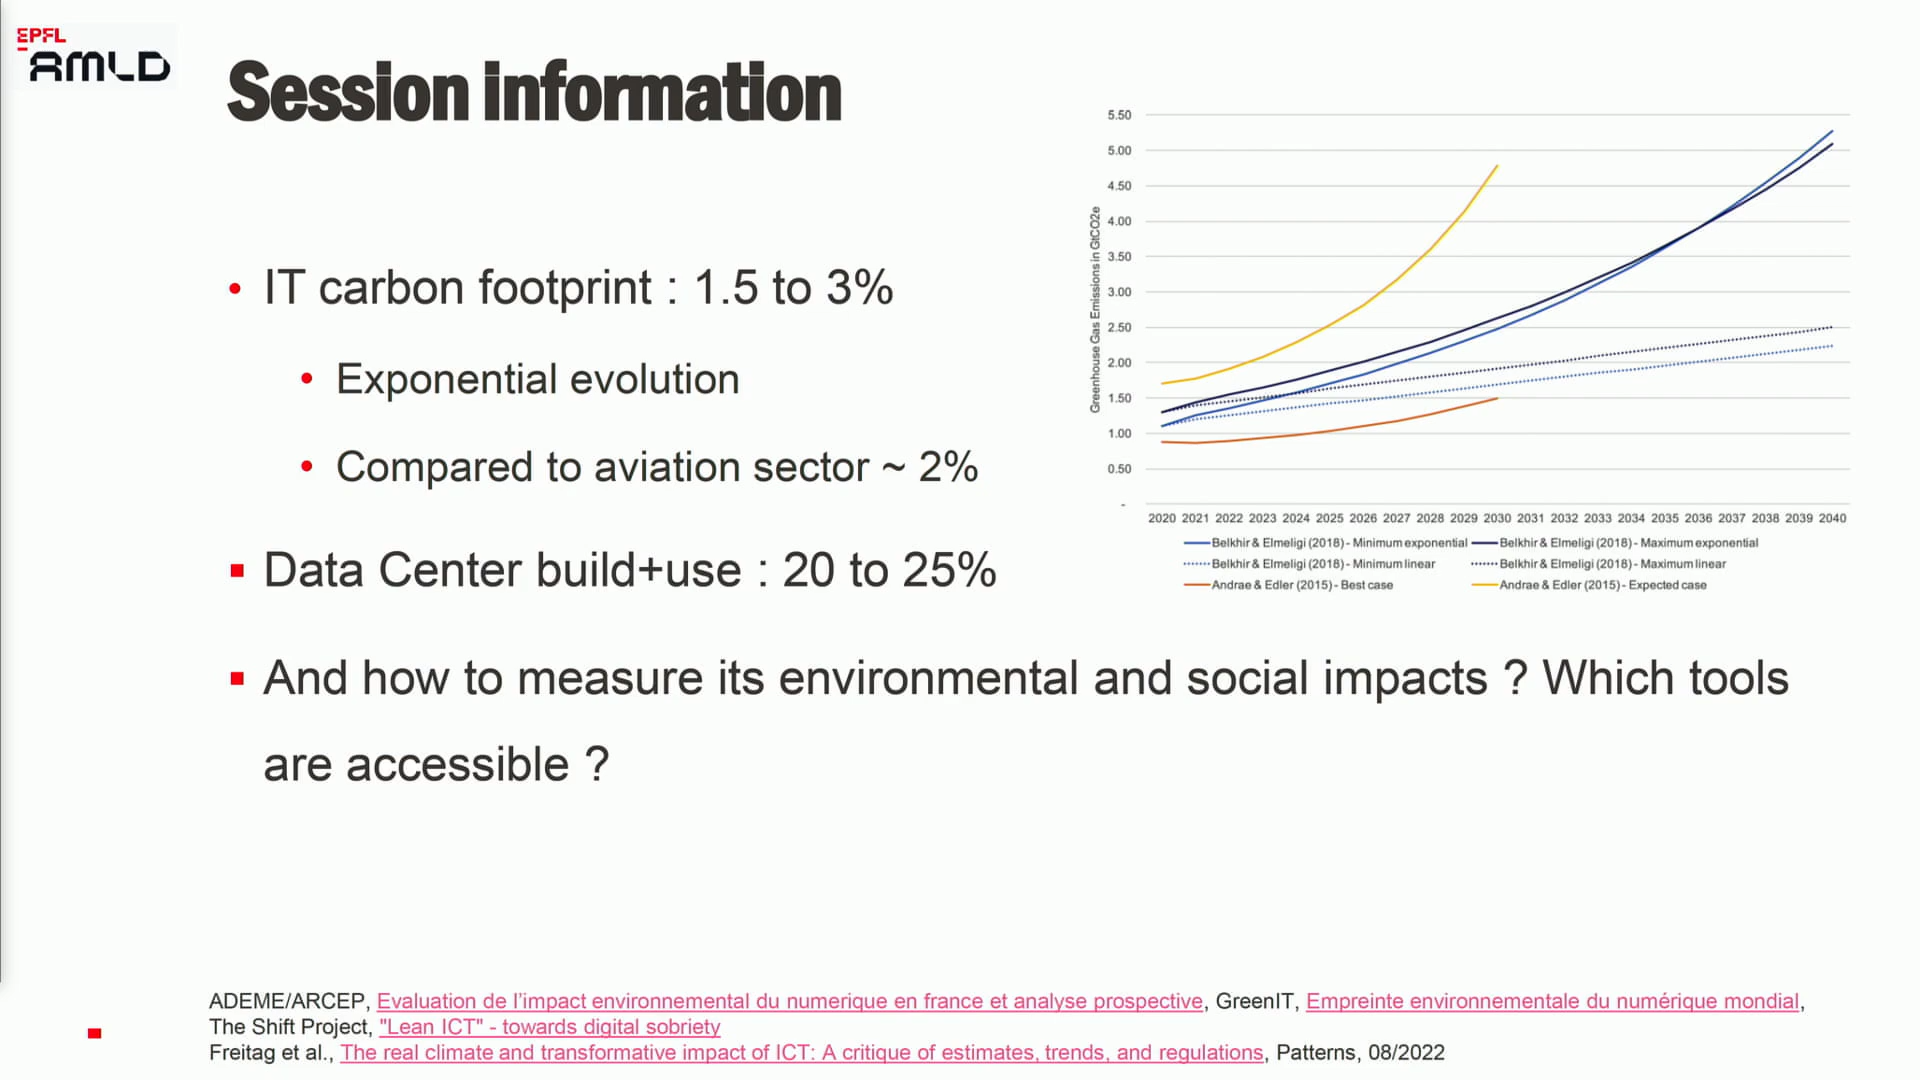 EPFL
AMLD
Session information
• IT carbon footprint : 1.5 to 3%
• Exponential evolution
• Compared to aviation sector ~ 2%
▪ Data Center build+use : 20 to 25%
▪ And how to measure its environmental and social impacts ? Which tools
are accessible ?
Greenhouse Gas Emissions in GtCO2e
5.50
5.00
4.50
4.00
3.50
3.00
2.50
2.00
1.50
1.00
0.50
-
2020 2021 2022 2023 2024 2025 2026 2027 2028 2029 2030 2031 2032 2033 2034 2035 2036 2037 2038 2039 2040
Belkhir & Elmeligi (2018) - Minimum exponential Belkhir & Elmeligi (2018) - Maximum exponential
Belkhir & Elmeligi (2018) - Minimum linear Belkhir & Elmeligi (2018) - Maximum linear
Andrae & Edler (2015) - Best case Andrae & Edler (2015) - Expected case
ADEME/ARCEP, Evaluation de l'impact environnemental du numerique en france et analyse prospective, GreenIT, Empreinte environnementale du numérique mondial,
The Shift Project, "Lean ICT" - towards digital sobriety
Freitag et al., The real climate and transformative impact of ICT: A critique of estimates, trends, and regulations, Patterns, 08/2022